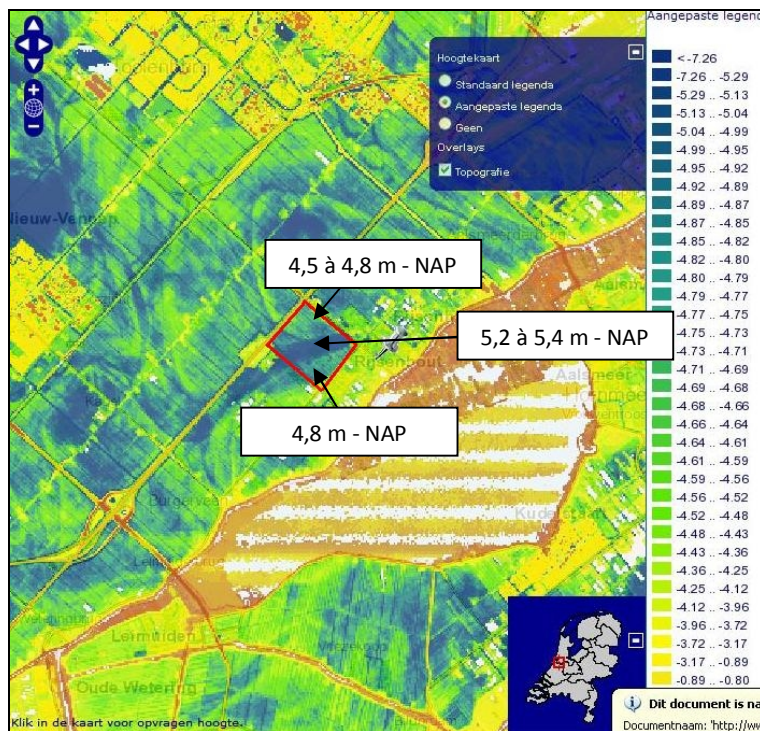 Aangepaste legend
Hoogtekaart
Standaard legenda
Aangepaste legenda
Geen
Overlays
Topografie
< -7.26
-7.26 .. -5.29
-5.29 .. -5.13
-5.13 .. -5.04
-5.04 .. -4.99
-4.99 .. -4.95
-4.95 .. -4.92
-4.92 .. -4.89
-4.89 .. -4.87
-4.87 .. -4.85
-4.85 .. -4.82
-4.82 .. -4.80
-4.80 .. -4.79
-4.79 .. -4.77
-4.77 .. -4.75
-4.75 .. -4.73
-4.73 .. -4.71
-4.71 .. -4.69
-4.69 .. -4.68
-4.68 .. -4.66
-4.66 .. -4.64
-4.64 .. -4.61
-4.61 .. -4.59
-4.59 .. -4.56
-4.56 .. -4.52
-4.52 .. -4.48
-4.48 .. -4.43
-4.43 .. -4.36
-4.36 .. -4.25
-4.25 .. -4.12
-4.12 .. -3.96
-3.96 .. -3.72
-3.72 .. -3.17
-3.17 .. -0.89
-0.89 .. -0.80
Nieuw-Vennep
4,5 à 4,8 m - NAP
5,2 à 5,4 m - NAP
4,8 m - NAP
Rijsenhout
Aalsmeer
Burgerveen
Leimuiden
Oude Wetering
Klik in de kaart voor opvragen hoogte.
Dit document is na
Documentnaam: 'http://ww